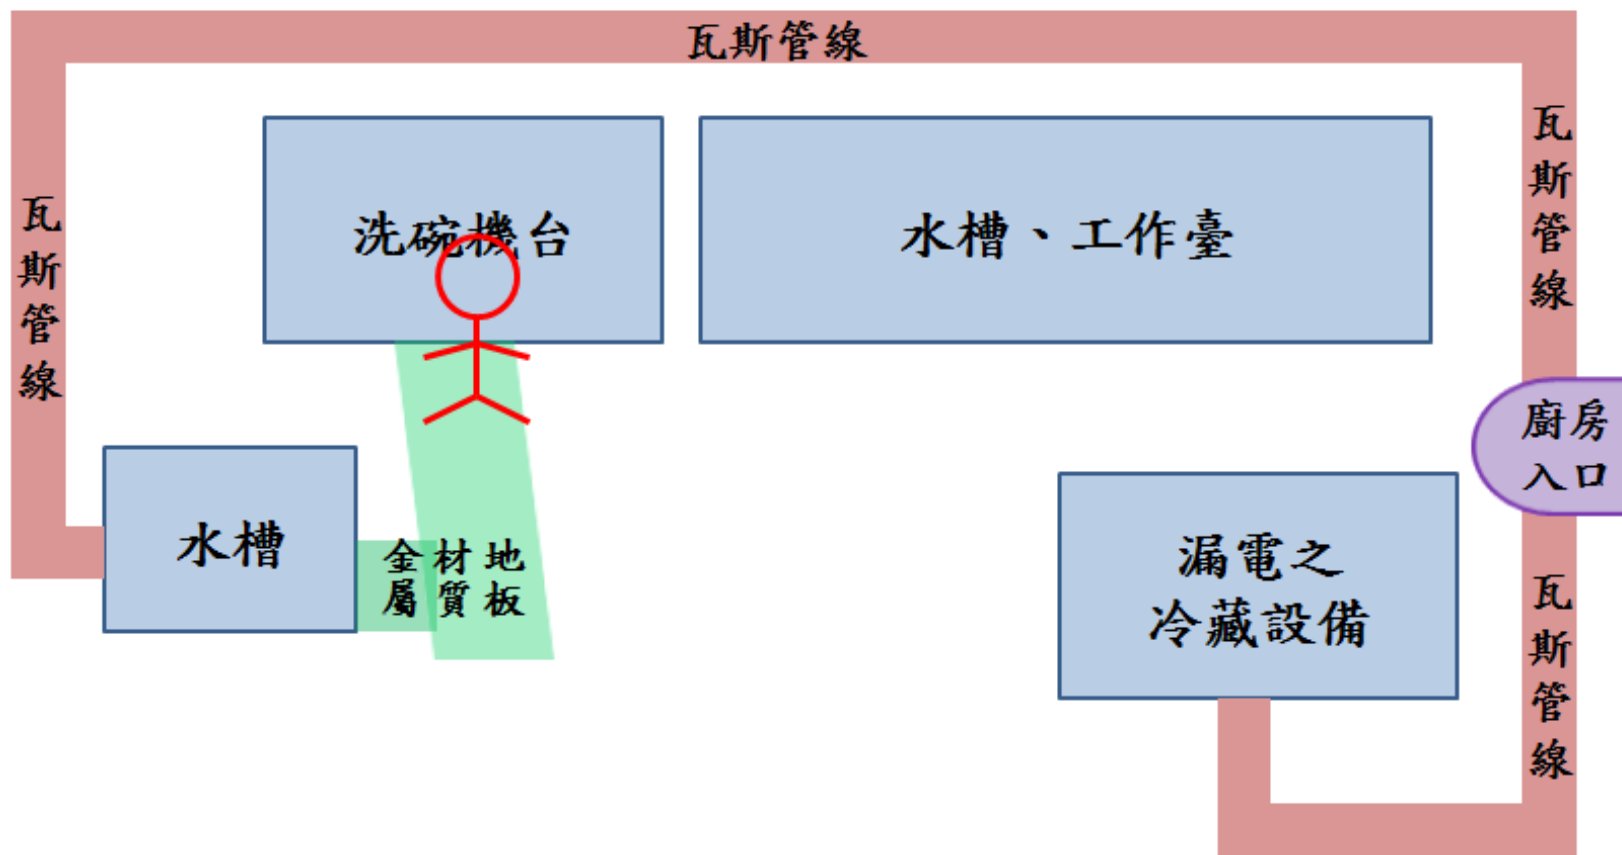 瓦斯管線
瓦斯管線
瓦斯管線
洗碗機台
水槽、工作臺
廚房
入口
水槽
金材地
屬質板
漏電之
冷藏設備
瓦斯管線